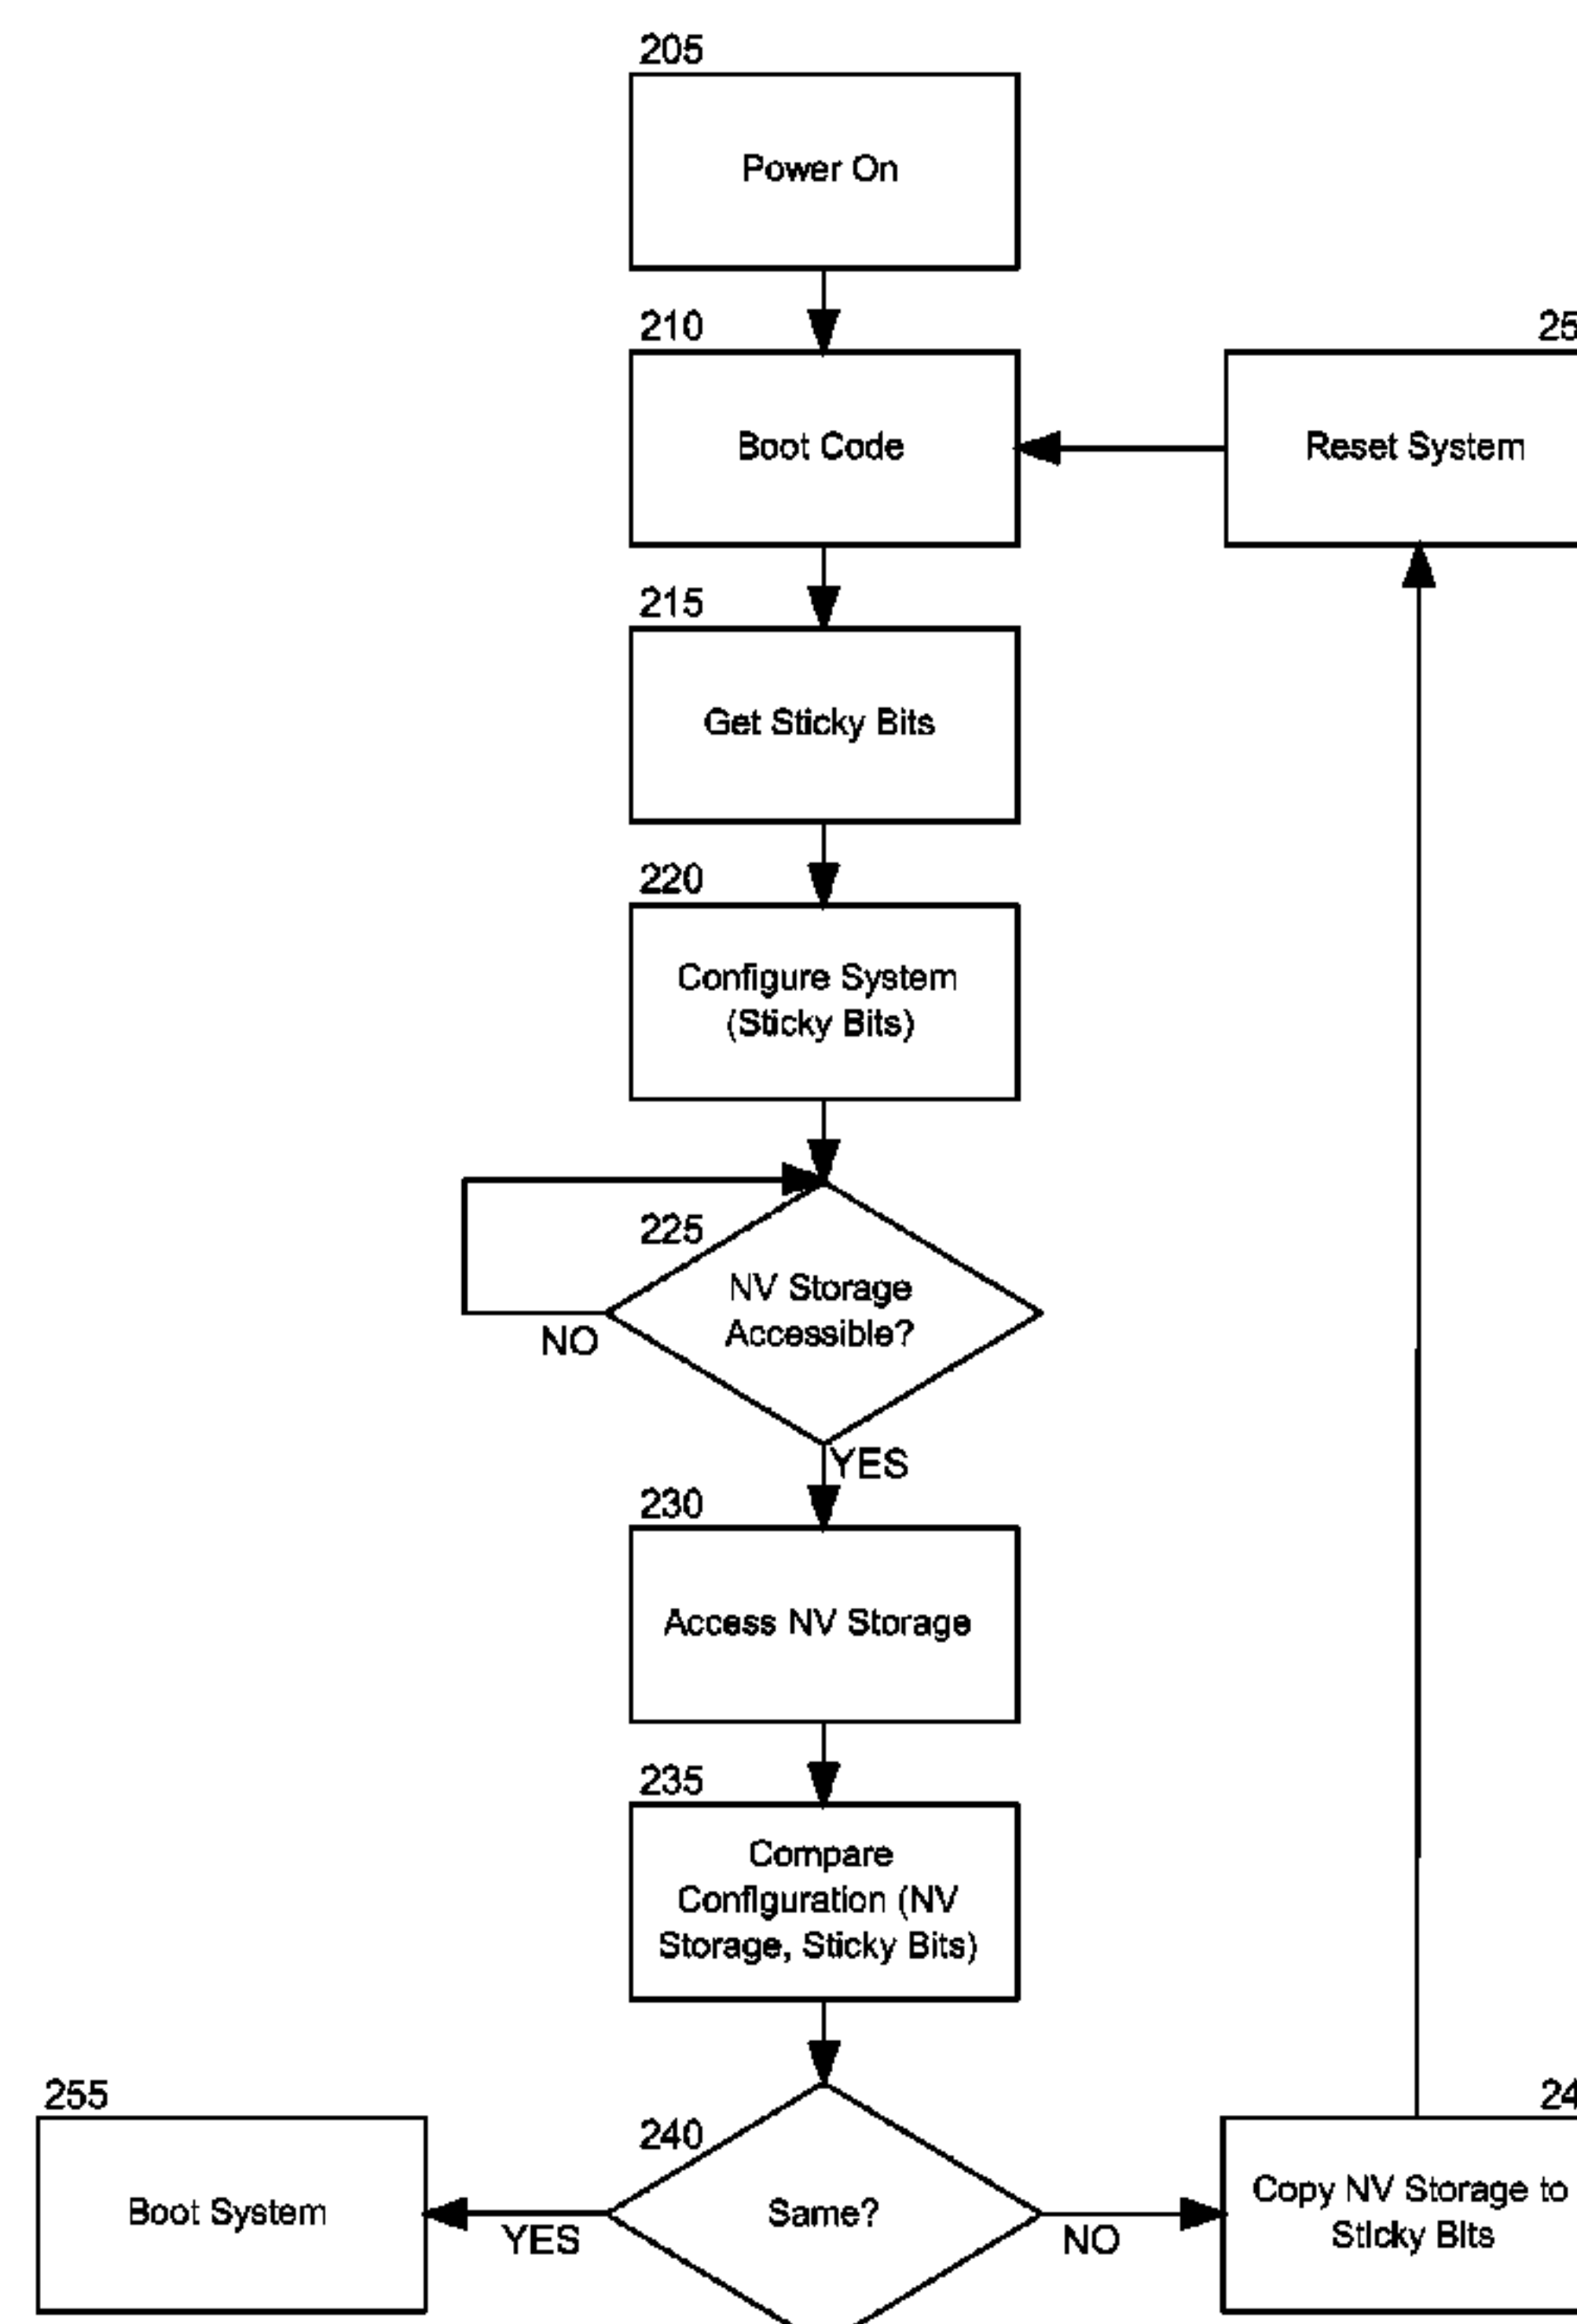 205
Power On
210
Boot Code
25
Reset System
215
Get Sticky Bits
220
Configure System
(Sticky Bits)
225
NV Storage
Accessible?
NO
YES
230
Access NV Storage
235
Compare
Configuration (NV
Storage, Sticky Bits)
255
Boot System
240
Same?
YES
NO
24
Copy NV Storage to
Sticky Bits